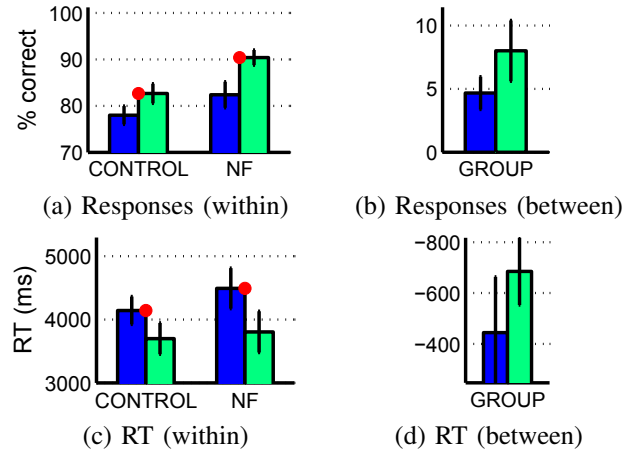 % correct
100
90
80
70
CONTROL NF
10
5
0
GROUP
(a) Responses (within)
(b) Responses (between)
RT (ms)
5000
4000
3000
CONTROL NF
−800
−600
−400
GROUP
(c) RT (within)
(d) RT (between)